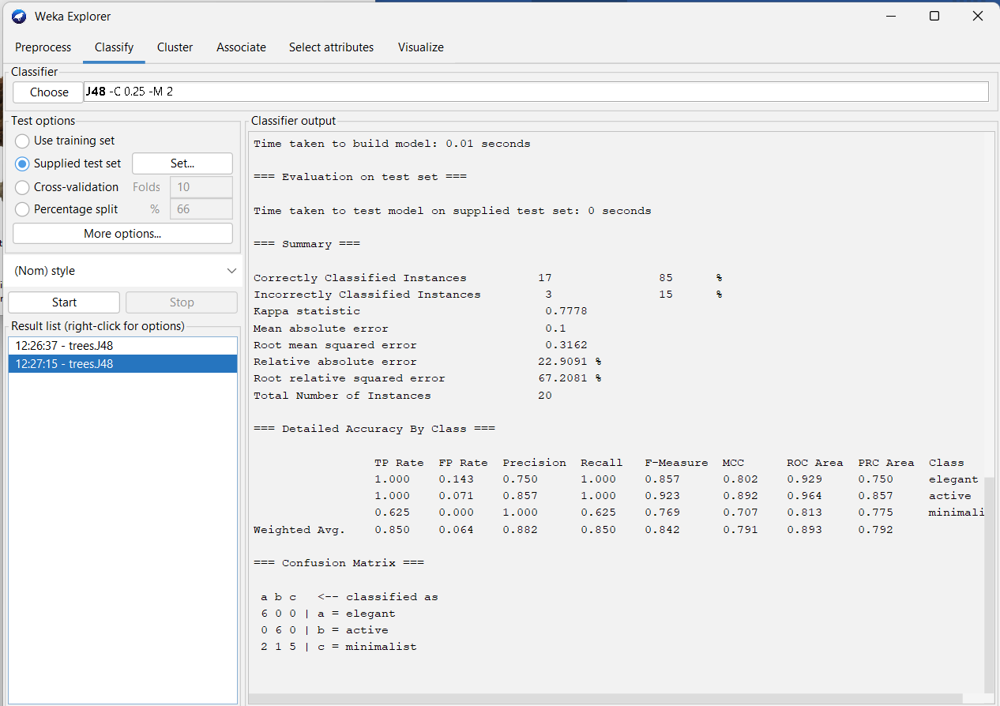 Weka Explorer
Preprocess Classify Cluster Associate Select attributes Visualize
Classifier
Choose J48 -C 0.25 -M 2
Test options
Use training set
Supplied test set Set...
Cross-validation Folds 10
Percentage split % 66
More options...
(Nom) style
Start Stop
Result list (right-click for options)
12:26:37 - trees.J48
12:27:15 - trees.J48
Classifier output
Time taken to build model: 0.01 seconds
=== Evaluation on test set ===
Time taken to test model on supplied test set: 0 seconds
=== Summary ===
Correctly Classified Instances 17 85 %
Incorrectly Classified Instances 3 15 %
Kappa statistic 0.7778
Mean absolute error 0.1
Root mean squared error 0.3162
Relative absolute error 22.9091 %
Root relative squared error 67.2081 %
Total Number of Instances 20
=== Detailed Accuracy By Class ===
TP Rate FP Rate Precision Recall F-Measure MCC ROC Area PRC Area Class
1.000 0.143 0.750 1.000 0.857 0.802 0.929 0.750 elegant
1.000 0.071 0.857 1.000 0.923 0.892 0.964 0.857 active
0.625 0.000 1.000 0.625 0.769 0.707 0.813 0.775 minimali
Weighted Avg. 0.850 0.064 0.882 0.850 0.842 0.791 0.893 0.792
=== Confusion Matrix ===
a b c <-- classified as
6 0 0 | a = elegant
0 6 0 | b = active
2 1 5 | c = minimalist